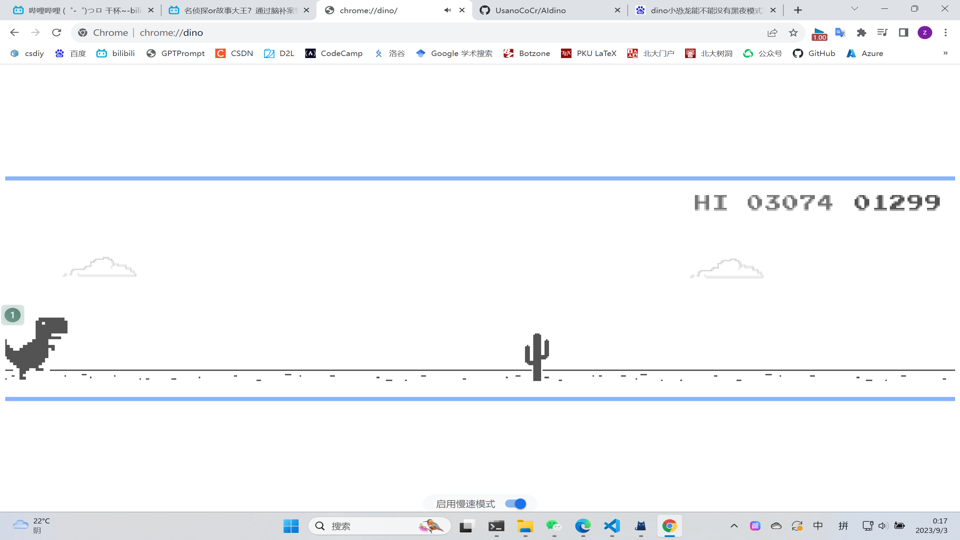 哔哩哔哩 (゜-゜)つロ 干杯~-bili
名侦探or故事大王？通过脑补案
chrome://dino/
UsanoCoCr/AIdino
dino小恐龙能不能没有黑夜模式
Chrome | chrome://dino
1.00
z
csdiy
百度
bilibili
GPTPrompt
CSDN
D2L
CodeCamp
洛谷
Google 学术搜索
Botzone
PKU LaTeX
北大门户
北大树洞
公众号
GitHub
Azure
»
HI 03074 01299
1
启用慢速模式
22°C
阴
搜索
中
拼
0:17
2023/9/3